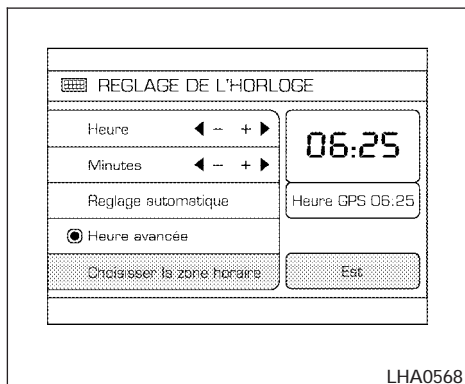 REGLAGE DE L'HORLOGE
Heure - +
Minutes - +
06:25
Reglage automatique
Heure GPS 06:25
Heure avancée
Choisisser la zone horaire
Est
LHA0568